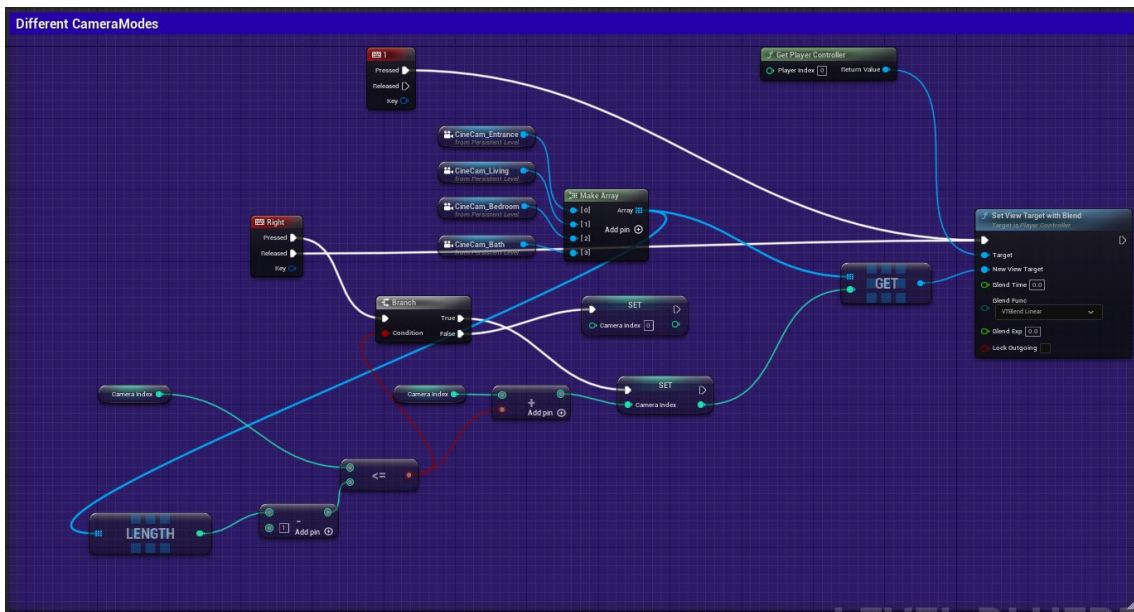 Different CameraModes
1
Pressed
Released
Key
Get Player Controller
Player Index 0 Return Value
CineCam_Entrance
from Persistent Level
CineCam_Living
from Persistent Level
CineCam_Bedroom
from Persistent Level
CineCam_Bath
from Persistent Level
Make Array
[0] Array
[1] Add pin
[2]
[3]
Right
Pressed
Released
Key
Set View Target with Blend
Target is Player Controller
Target
New View Target
Blend Time 0.0
Blend Func
VTBlend Linear
Blend Exp 0.0
Lock Outgoing
GET
Branch
True
Condition False
SET
Camera Index 0
SET
Camera Index
Camera Index
Camera Index
+
Add pin
<=
LENGTH
-
1 Add pin